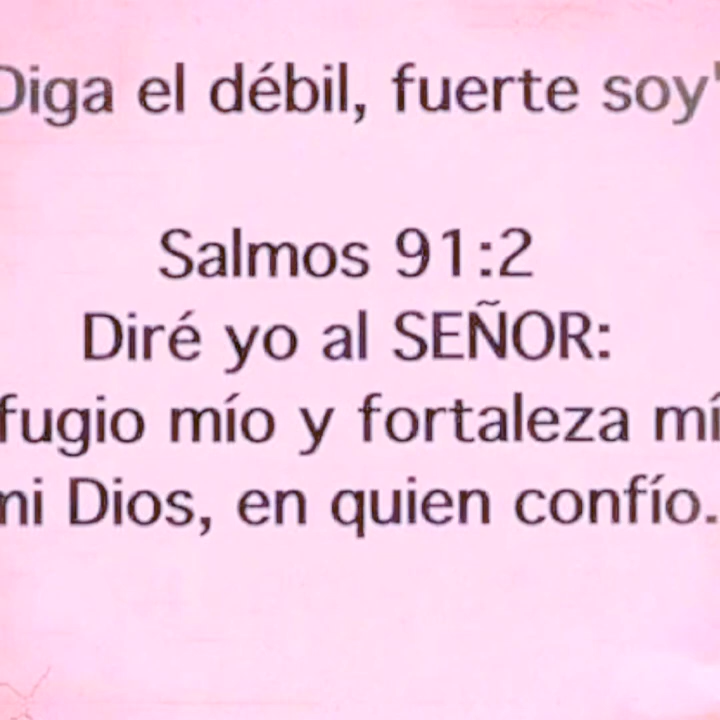 Diga el débil, fuerte soy"
Salmos 91:2
Diré yo al SEÑOR:
fugio mío y fortaleza mí
mi Dios, en quien confío.